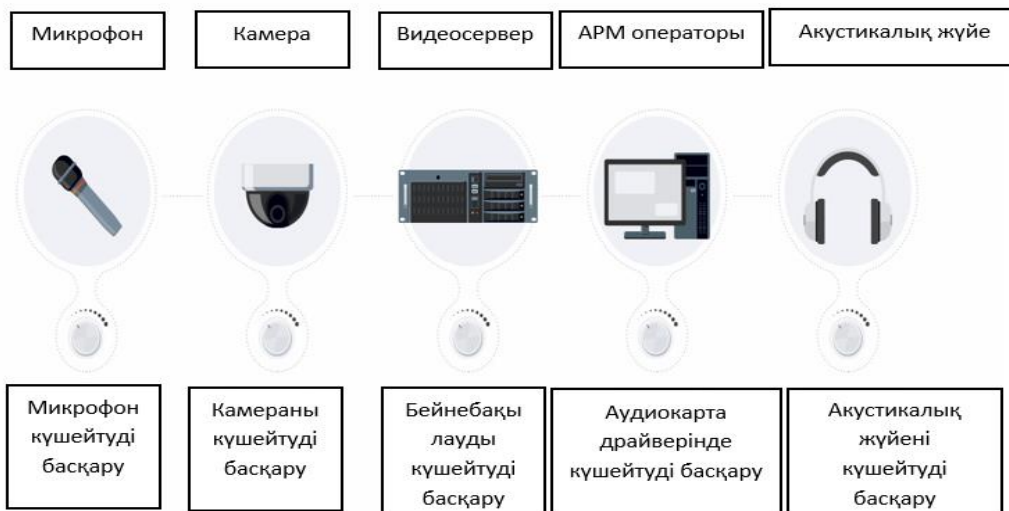 Микрофон
Камера
Видеосервер
АРМ операторы
Акустикалық жүйе
Микрофон
күшейтуді
басқару
Камераны
күшейтуді
басқару
Бейнебақы
лауды
күшейтуді
басқару
Аудиокарта
драйверінде
күшейтуді басқару
Акустикалық
жүйені
күшейтуді
басқару